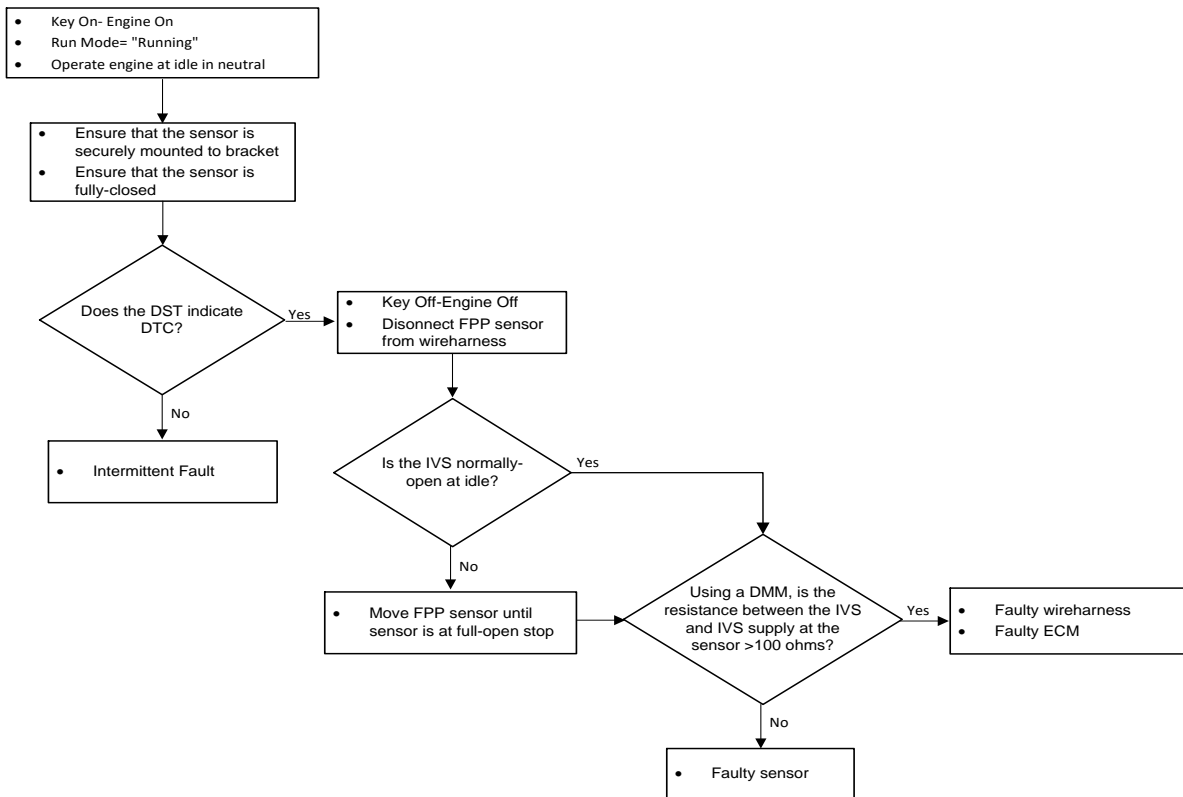 • Key On- Engine On
• Run Mode= "Running"
• Operate engine at idle in neutral
• Ensure that the sensor is
securely mounted to bracket
• Ensure that the sensor is
fully-closed
Does the DST indicate
DTC?
Yes
No
• Intermittent Fault
• Key Off-Engine Off
• Disonnect FPP sensor
from wireharness
Is the IVS normally-
open at idle?
Yes
No
• Move FPP sensor until
sensor is at full-open stop
Using a DMM, is the
resistance between the IVS
and IVS supply at the
sensor >100 ohms?
Yes
• Faulty wireharness
• Faulty ECM
No
• Faulty sensor